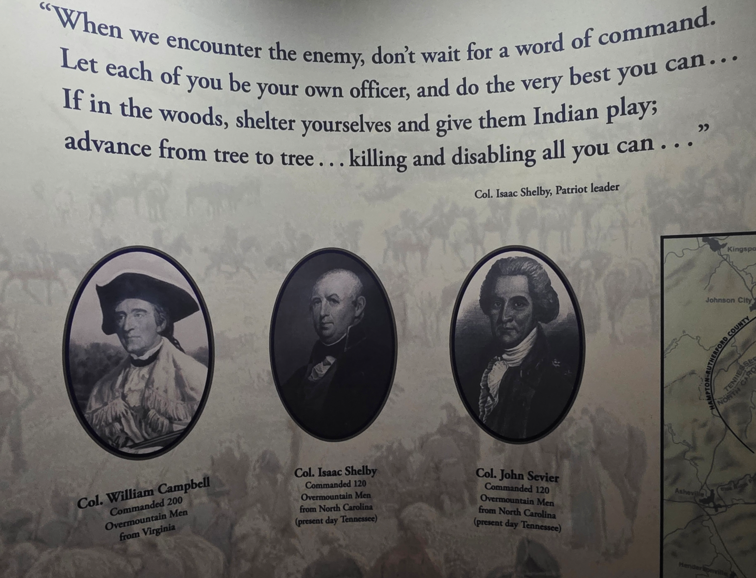 “When we encounter the enemy, don’t wait for a word of command.
Let each of you be your own officer, and do the very best you can . . .
If in the woods, shelter yourselves and give them Indian play;
advance from tree to tree . . . killing and disabling all you can . . . ”
Col. Isaac Shelby, Patriot leader
Col. William Campbell
Commanded 200
Overmountain Men
from Virginia
Col. Isaac Shelby
Commanded 120
Overmountain Men
from North Carolina
(present day Tennessee)
Col. John Sevier
Commanded 120
Overmountain Men
from North Carolina
(present day Tennessee)
Johnson City